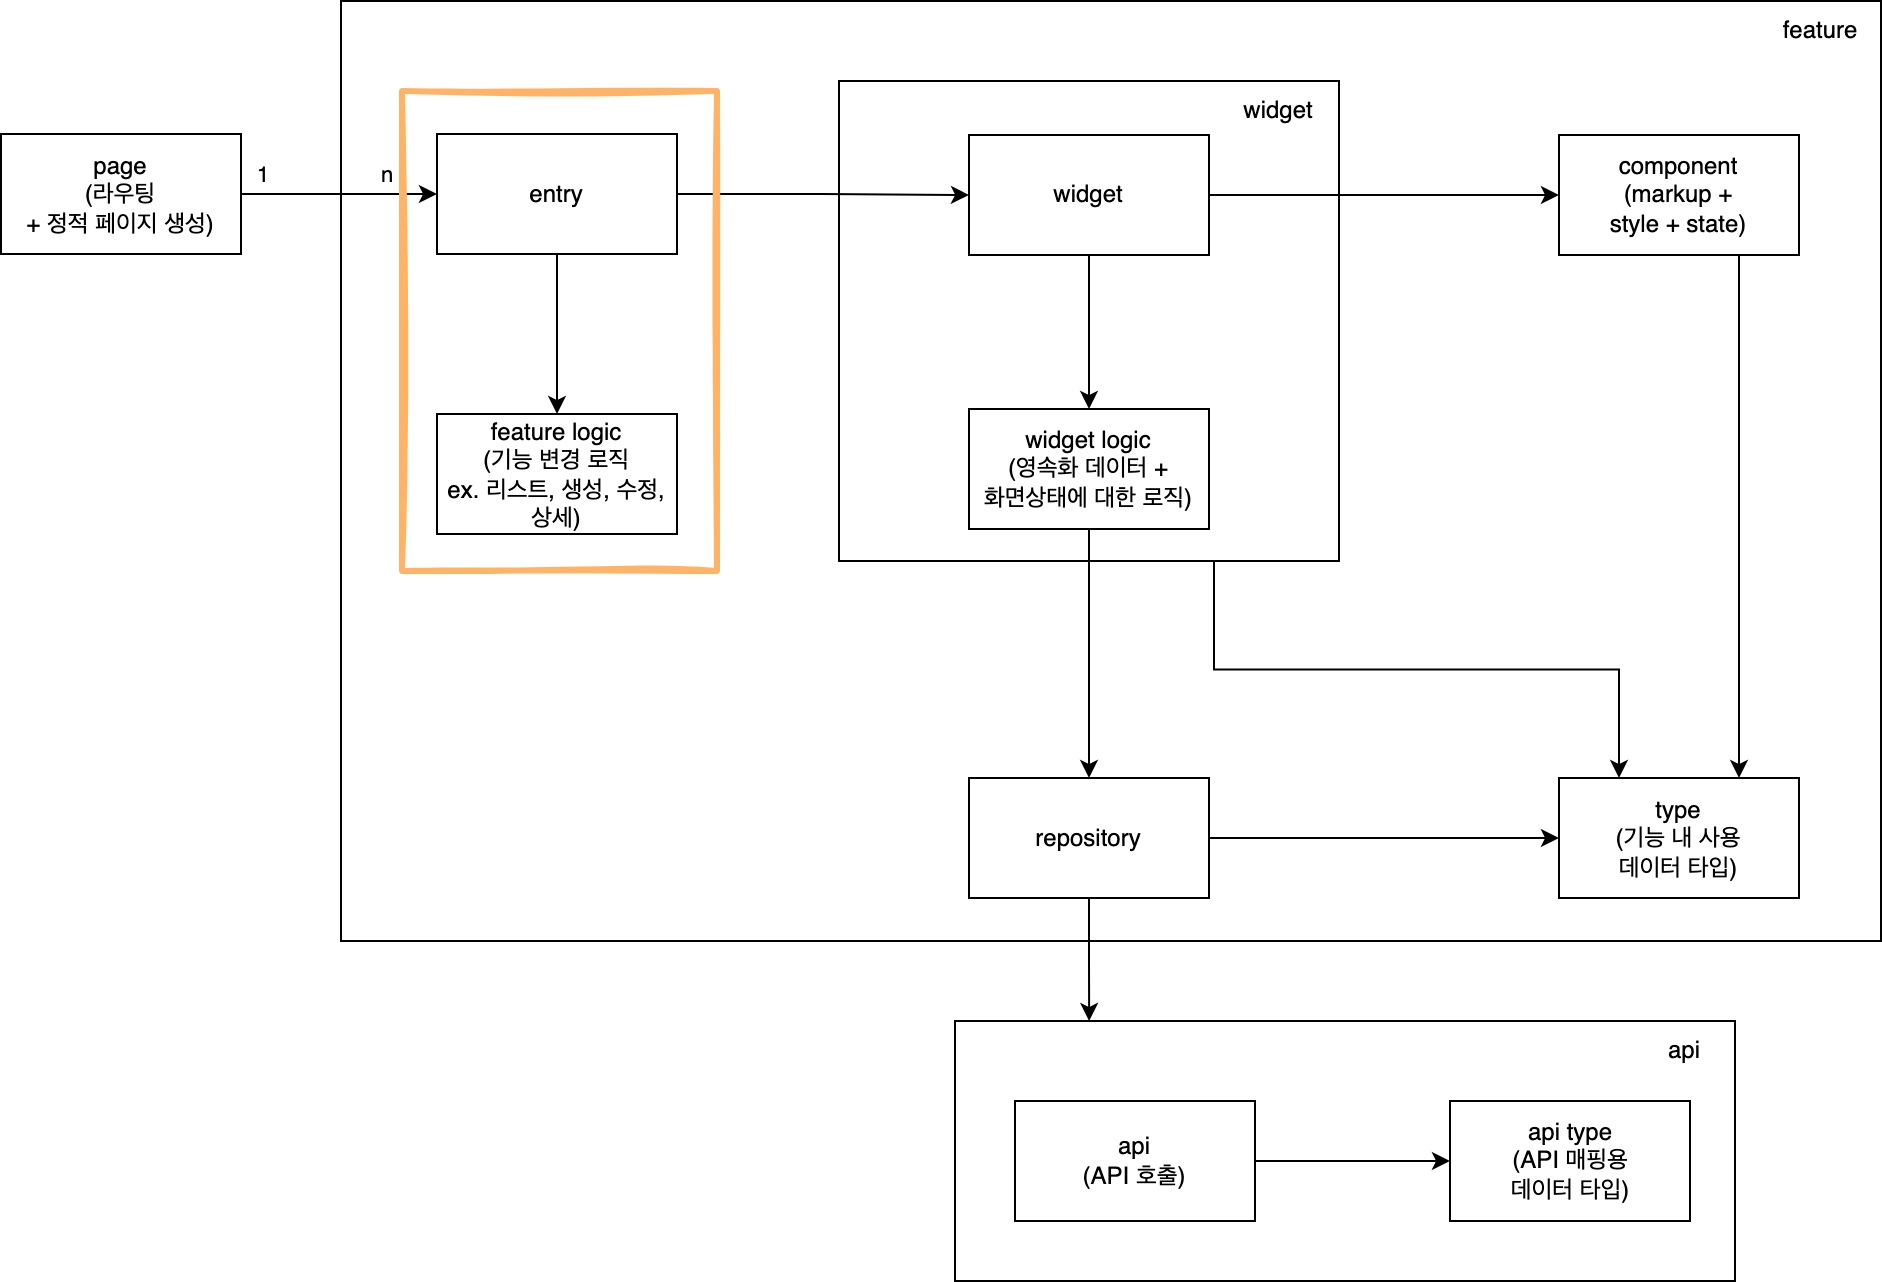 feature
widget
page
(라우팅
+ 정적 페이지 생성)
1
n
entry
widget
component
(markup +
style + state)
feature logic
(기능 변경 로직
ex. 리스트, 생성, 수정,
상세)
widget logic
(영속화 데이터 +
화면상태에 대한 로직)
repository
type
(기능 내 사용
데이터 타입)
api
api
(API 호출)
api type
(API 매핑용
데이터 타입)